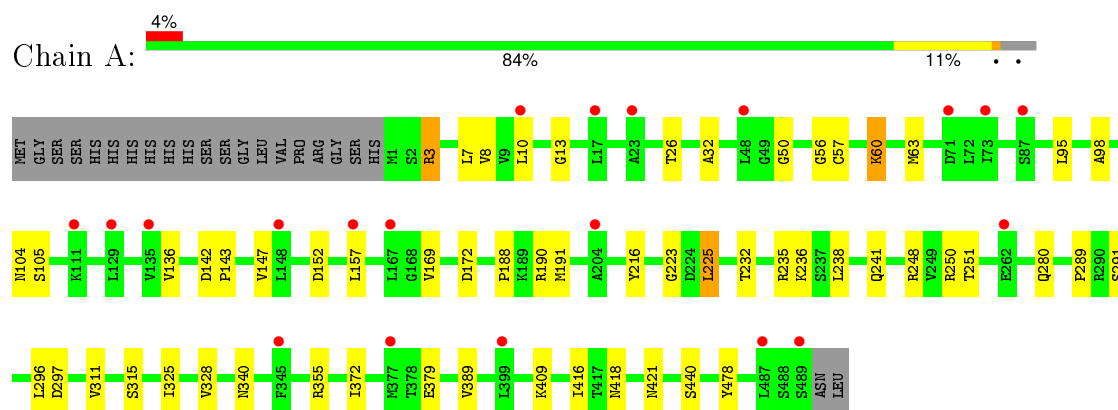 4%
Chain A:
84% 11% • •
MET GLY SER SER HIS HIS HIS HIS HIS HIS SER SER GLY LEU VAL PRO ARG GLY SER HIS M1 S2 R3 L7 V8 V9 L10 G13 L17 A23 T26 A32 L48 G49 G50 G56 C57 K60 M63 D71 L72 I73 S87 L95 A98
N104 S105 K111 L129 V135 V136 D142 P143 V147 L148 D152 L157 L167 G168 V169 D172 P188 K189 R190 M191 A204 Y216 G223 D224 L225 T232 R235 K236 S237 L238 Q241 R248 V249 R250 T251 E262 Q280 P289 R290 S291
L296 D297 V311 S315 I325 V328 N340 F345 R355 I372 M377 T378 E379 V389 L399 K409 I416 T417 N418 N421 S440 Y478 L487 S488 S489 ASN LEU